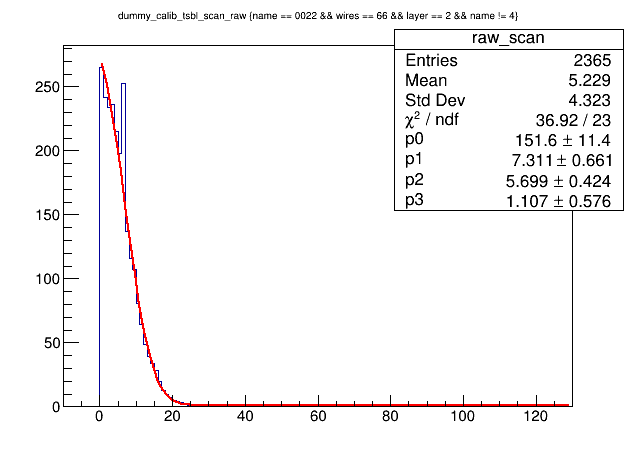 dummy_calib_tsbl_scan_raw {name == 0022 && wires == 66 && layer == 2 && name != 4}
raw_scan
Entries 2365
Mean 5.229
Std Dev 4.323
χ² / ndf 36.92 / 23
p0 151.6 ± 11.4
p1 7.311 ± 0.661
p2 5.699 ± 0.424
p3 1.107 ± 0.576
250
200
150
100
50
0
0 20 40 60 80 100 120